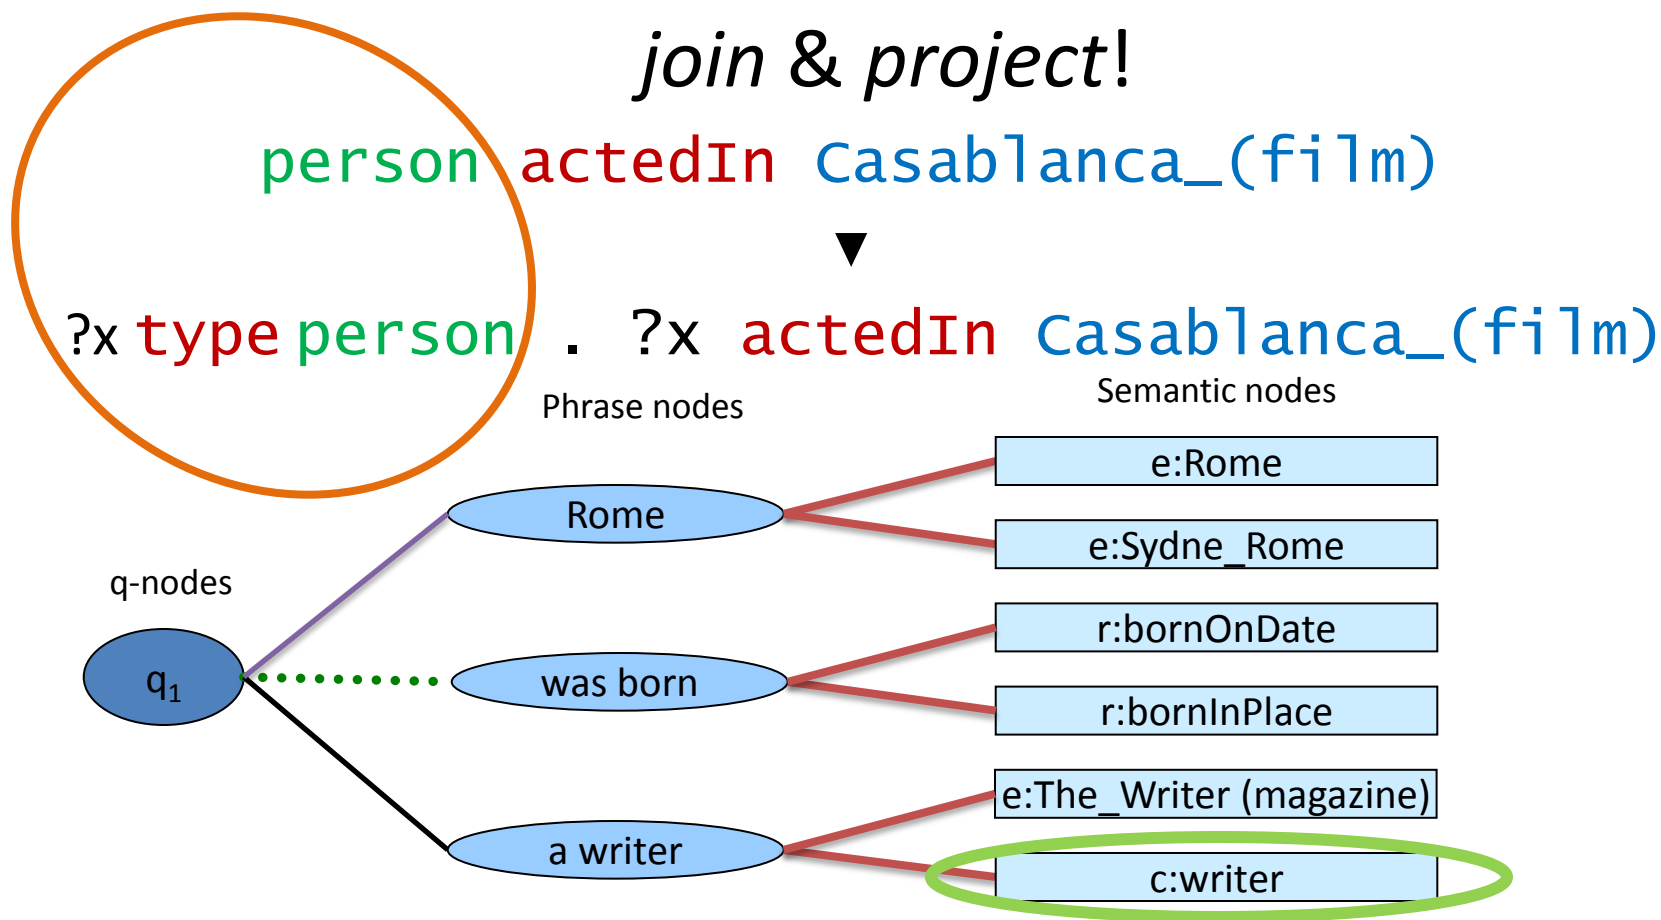 join & project!
person actedIn Casablanca_(film)
▼
?x type person . ?x actedIn Casablanca_(film)
Phrase nodes
Semantic nodes
e:Rome
Rome
e:Sydne_Rome
q-nodes
r:bornOnDate
q1
was born
r:bornInPlace
e:The_Writer (magazine)
a writer
c:writer